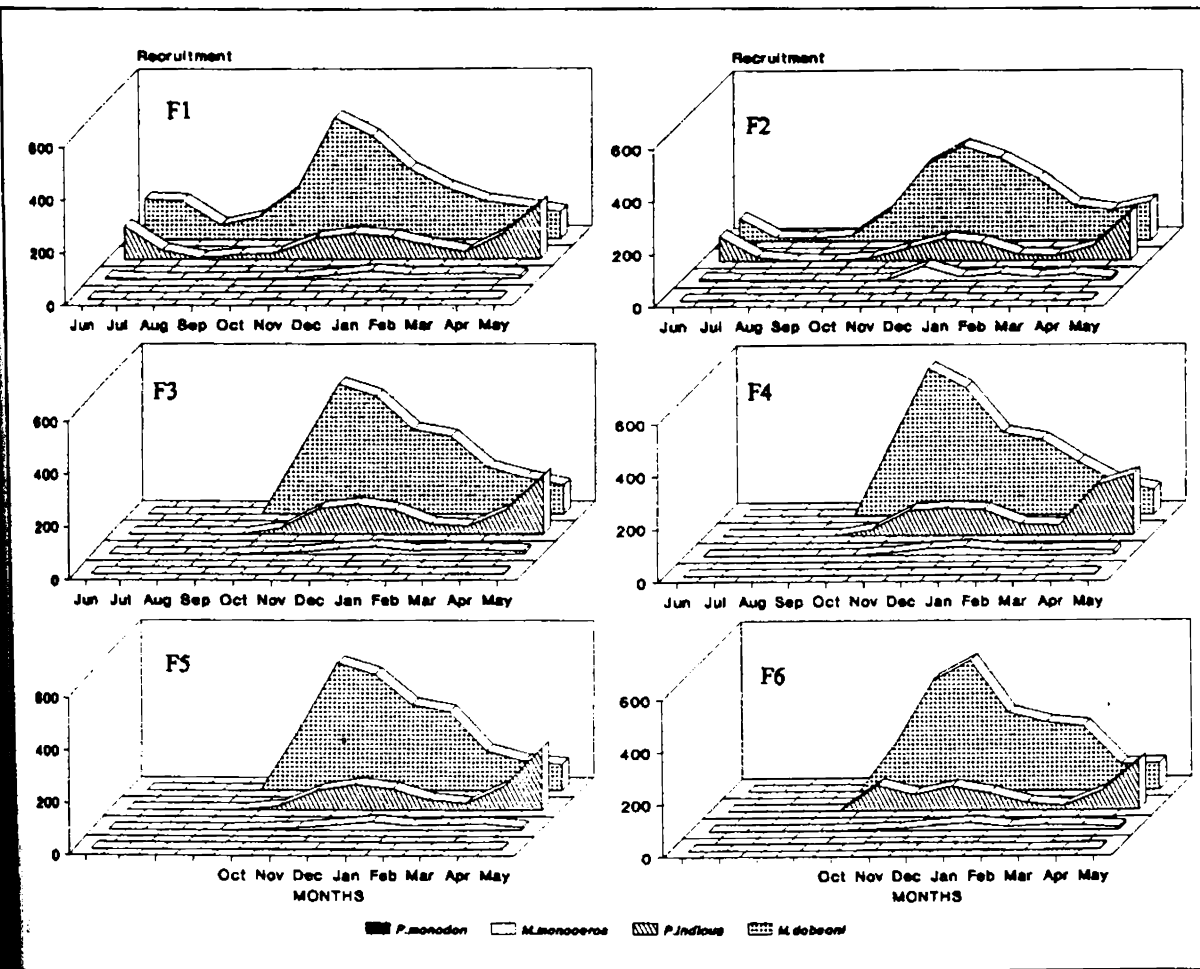 Recruitment
F1
600
400
200
0
Jun Jul Aug Sep Oct Nov Dec Jan Feb Mar Apr May
Recruitment
F2
600
400
200
0
Jun Jul Aug Sep Oct Nov Dec Jan Feb Mar Apr May
F3
600
400
200
0
Jun Jul Aug Sep Oct Nov Dec Jan Feb Mar Apr May
F4
600
400
200
0
Jun Jul Aug Sep Oct Nov Dec Jan Feb Mar Apr May
F5
600
400
200
0
Oct Nov Dec Jan Feb Mar Apr May
MONTHS
F6
600
400
200
0
Oct Nov Dec Jan Feb Mar Apr May
MONTHS
P.monodon M.monoceros P.indicus M.dobsoni